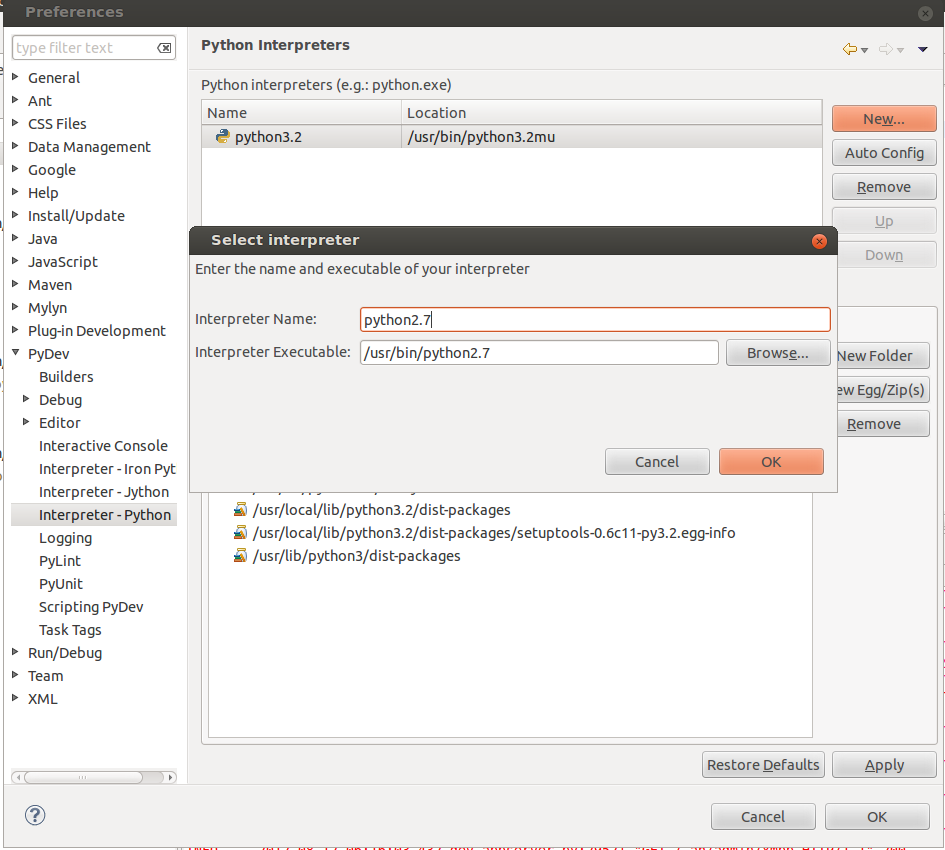 Preferences
type filter text
Python Interpreters
General
Ant
CSS Files
Data Management
Google
Help
Install/Update
Java
JavaScript
Maven
Mylyn
Plug-in Development
PyDev
Builders
Debug
Editor
Interactive Console
Interpreter - Iron Pyt
Interpreter - Jython
Interpreter - Python
Logging
PyLint
PyUnit
Scripting PyDev
Task Tags
Run/Debug
Team
XML
Python interpreters (e.g.: python.exe)
Name Location
python3.2 /usr/bin/python3.2mu
New...
Auto Config
Remove
Up
Down
Select interpreter
Enter the name and executable of your interpreter
Interpreter Name: python2.7
Interpreter Executable: /usr/bin/python2.7 Browse...
Cancel OK
New Folder
ew Egg/Zip(s)
Remove
/usr/local/lib/python3.2/dist-packages
/usr/local/lib/python3.2/dist-packages/setuptools-0.6c11-py3.2.egg-info
/usr/lib/python3/dist-packages
Restore Defaults Apply
?
Cancel OK